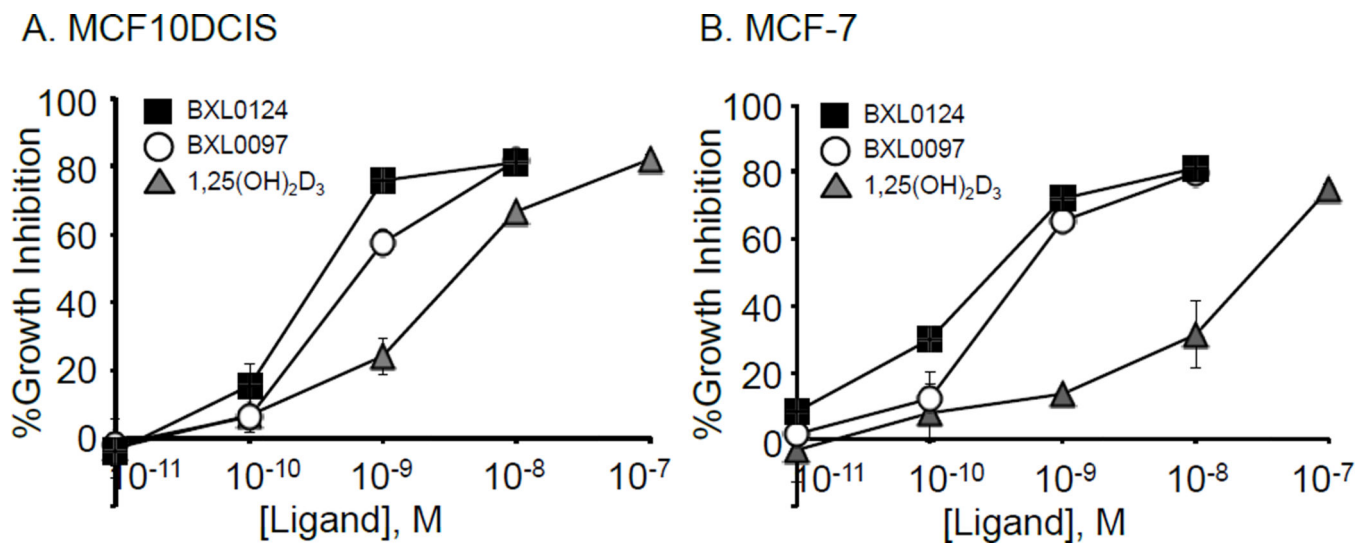 A. MCF10DCIS
%Growth Inhibition
100
80
60
40
20
0
BXL0124
BXL0097
1,25(OH)₂D₃
10⁻¹¹ 10⁻¹⁰ 10⁻⁹ 10⁻⁸ 10⁻⁷
[Ligand], M
B. MCF-7
%Growth Inhibition
100
80
60
40
20
0
BXL0124
BXL0097
1,25(OH)₂D₃
10⁻¹¹ 10⁻¹⁰ 10⁻⁹ 10⁻⁸ 10⁻⁷
[Ligand], M